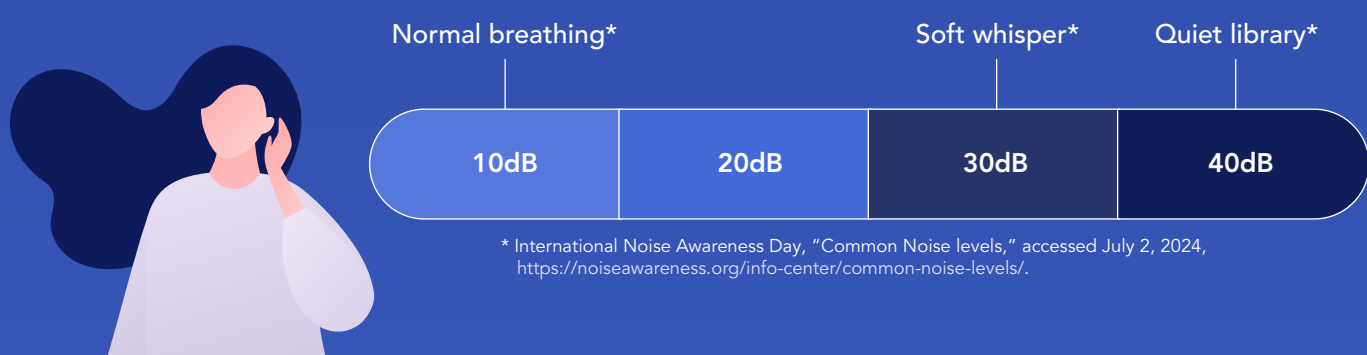 Normal breathing* Soft whisper* Quiet library*
10dB 20dB 30dB 40dB
* International Noise Awareness Day, “Common Noise levels,” accessed July 2, 2024,
https://noiseawareness.org/info-center/common-noise-levels/.